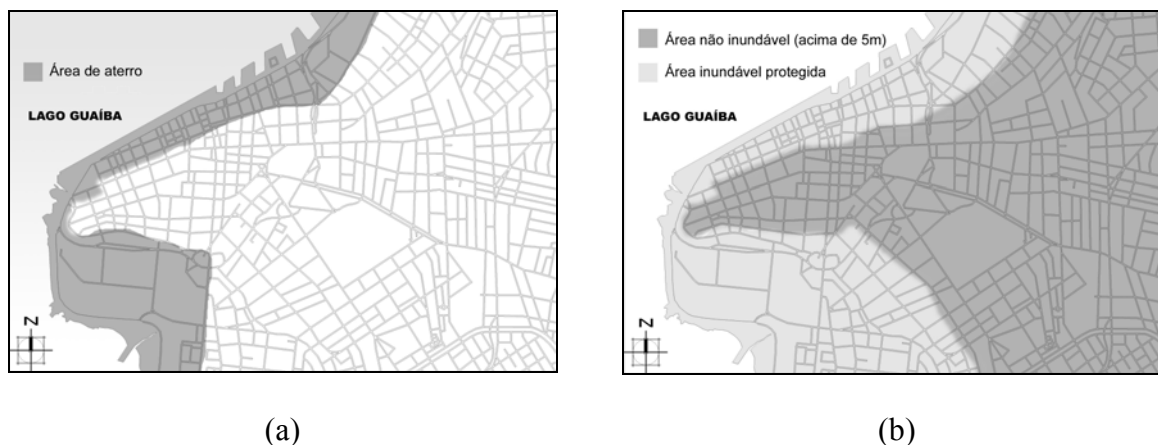 Área de aterro
LAGO GUAÍBA
N
(a)
Área não inundável (acima de 5m)
Área inundável protegida
LAGO GUAÍBA
N
(b)